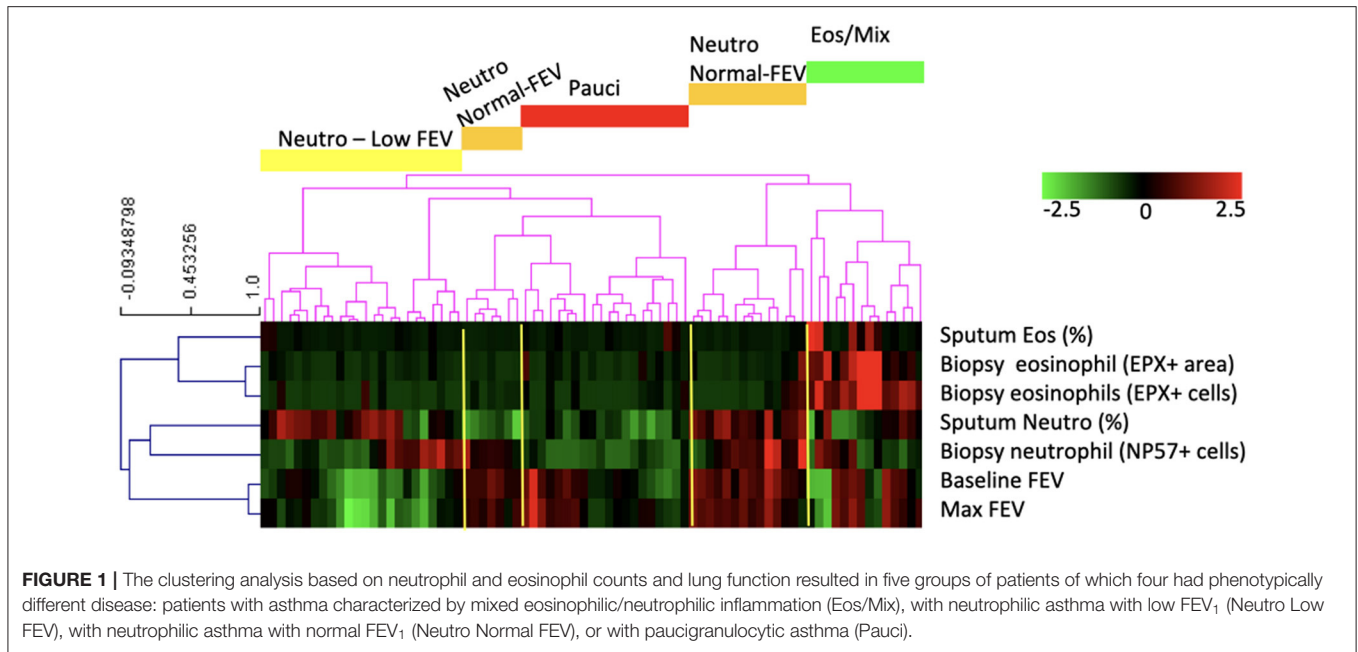 Eos/Mix
Neutro
Normal-FEV
Neutro
Normal-FEV
Pauci
Neutro – Low FEV
-2.5 0 2.5
-0.09348798
0.453256
1.0
Sputum Eos (%)
Biopsy eosinophil (EPX+ area)
Biopsy eosinophils (EPX+ cells)
Sputum Neutro (%)
Biopsy neutrophil (NP57+ cells)
Baseline FEV
Max FEV
FIGURE 1 | The clustering analysis based on neutrophil and eosinophil counts and lung function resulted in five groups of patients of which four had phenotypically
different disease: patients with asthma characterized by mixed eosinophilic/neutrophilic inflammation (Eos/Mix), with neutrophilic asthma with low FEV₁ (Neutro Low
FEV), with neutrophilic asthma with normal FEV₁ (Neutro Normal FEV), or with paucigranulocytic asthma (Pauci).